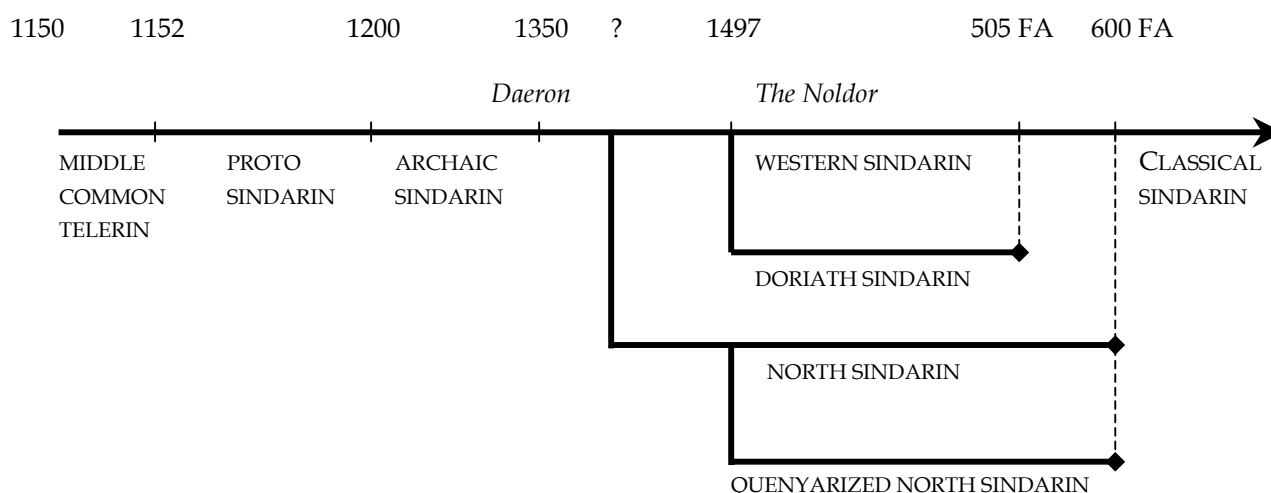 1150 1152 1200 1350 ? 1497 505 FA 600 FA
Daeron The Noldor
MIDDLE PROTO ARCHAIC WESTERN SINDARIN CLASSICAL
COMMON SINDARIN SINDARIN SINDARIN
TELERIN
DORIATH SINDARIN
NORTH SINDARIN
QUENYARIZED NORTH SINDARIN